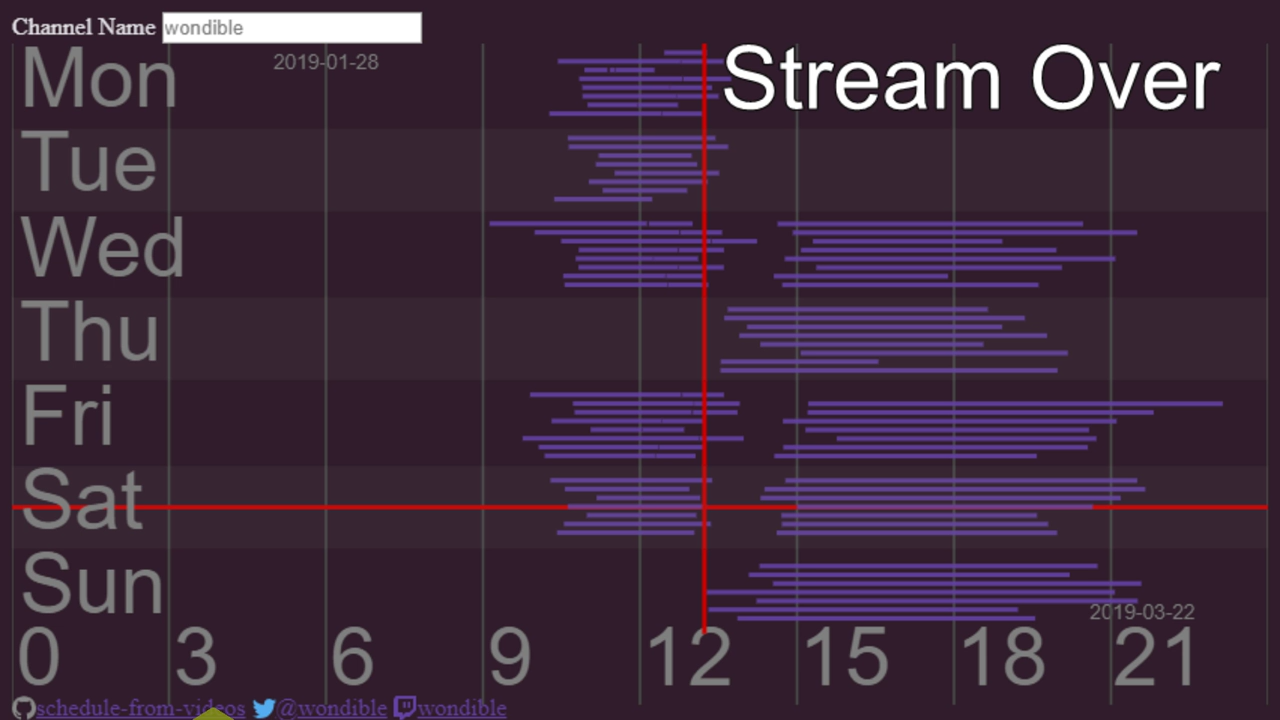 Channel Name wondible
Mon 2019-01-28 Stream Over
Tue
Wed
Thu
Fri
Sat
Sun
2019-03-22
0 3 6 9 12 15 18 21
schedule-from-videos @wondible wondible